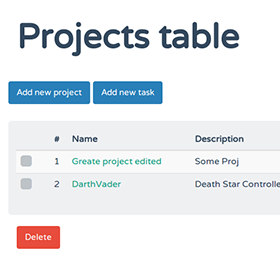 Projects table
Add new project Add new task
# Name Description
1 Greate project edited Some Proj
2 DarthVader Death Star Controlle
Delete